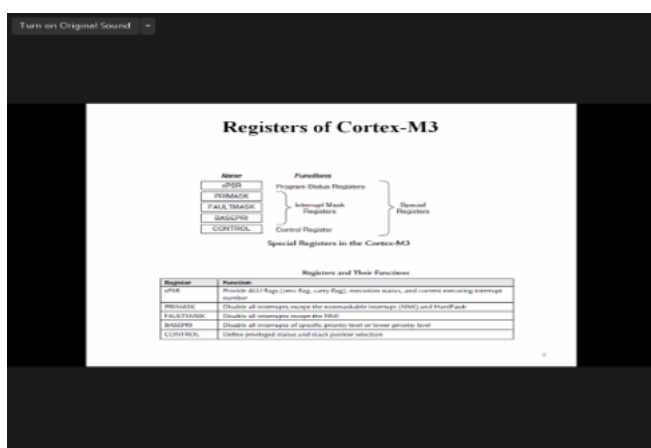 Turn on Original Sound
Registers of Cortex-M3
Name Functions
xPSR Program Status Registers
PRIMASK
FAULTMASK Interrupt Mask Registers Special Registers
BASEPRI
CONTROL Control Register
Special Registers in the Cortex-M3
Registers and Their Functions
Register Function
xPSR Provide ALU flags (zero flag, carry flag), execution status, and current executing interrupt
number
PRIMASK Disable all interrupts except the nonmaskable interrupt (NMI) and HardFault
FAULTMASK Disable all interrupts except the NMI
BASEPRI Disable all interrupts of specific priority level or lower priority level
CONTROL Define privileged status and stack pointer selection